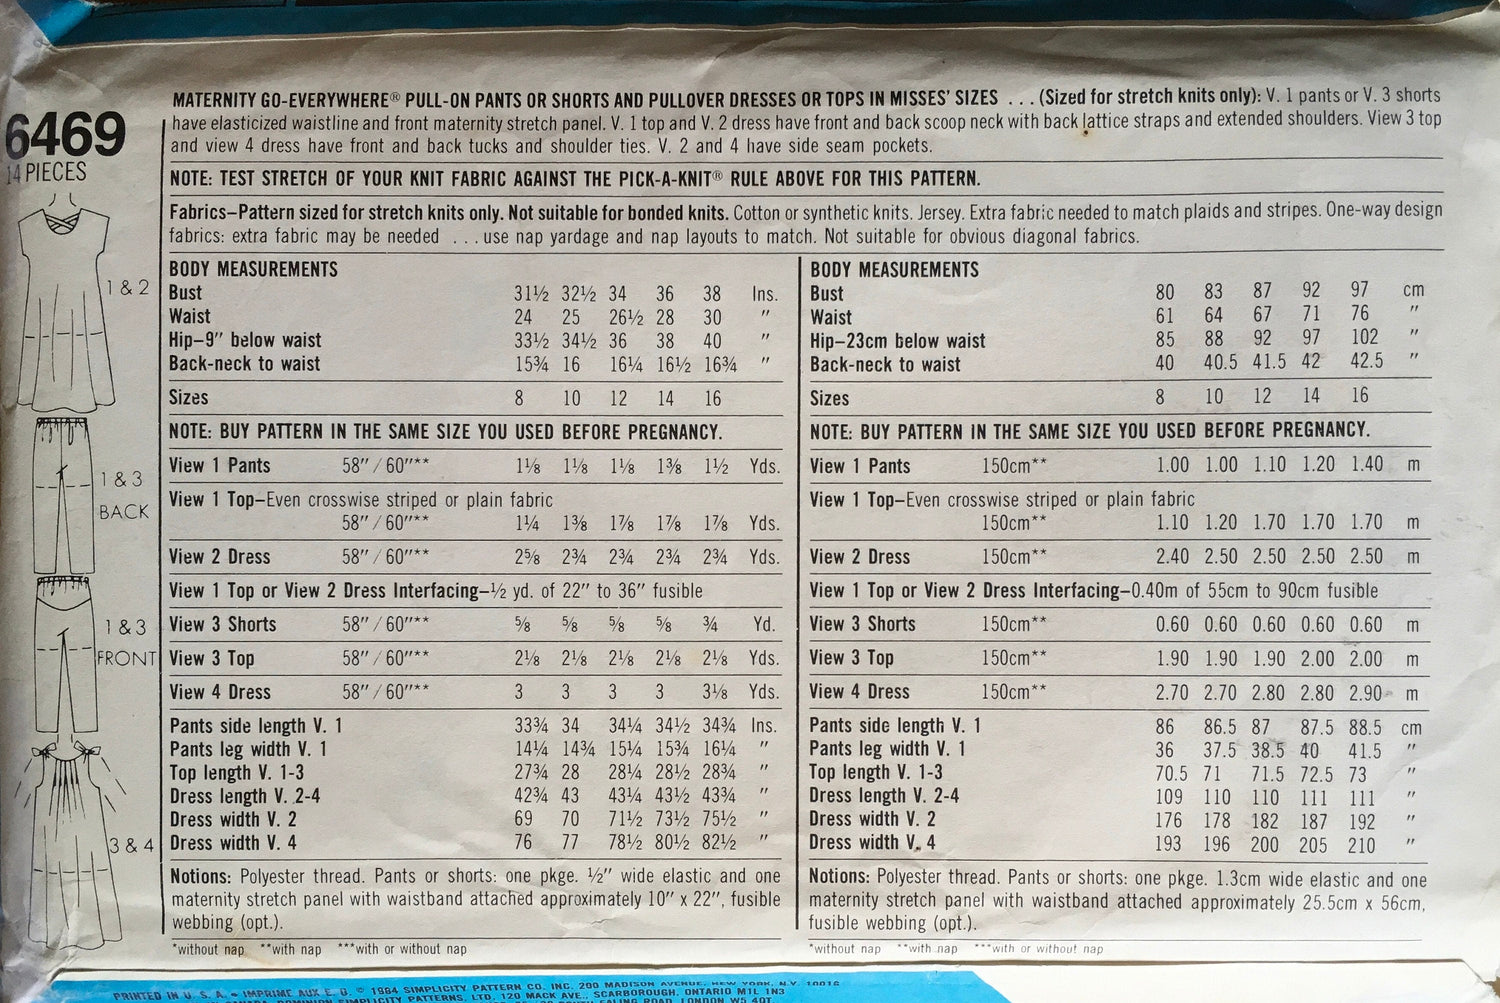 6469
14 PIECES
MATERNITY GO-EVERYWHERE® PULL-ON PANTS OR SHORTS AND PULLOVER DRESSES OR TOPS IN MISSES' SIZES . . . (Sized for stretch knits only): V. 1 pants or V. 3 shorts
have elasticized waistline and front maternity stretch panel. V. 1 top and V. 2 dress have front and back scoop neck with back lattice straps and extended shoulders. View 3 top
and view 4 dress have front and back tucks and shoulder ties. V. 2 and 4 have side seam pockets.
NOTE: TEST STRETCH OF YOUR KNIT FABRIC AGAINST THE PICK-A-KNIT® RULE ABOVE FOR THIS PATTERN.
Fabrics–Pattern sized for stretch knits only. Not suitable for bonded knits. Cotton or synthetic knits. Jersey. Extra fabric needed to match plaids and stripes. One-way design
fabrics: extra fabric may be needed . . . use nap yardage and nap layouts to match. Not suitable for obvious diagonal fabrics.
1 & 2
1 & 3
BACK
1 & 3
FRONT
3 & 4
BODY MEASUREMENTS
Bust 31½ 32½ 34 36 38 Ins.
Waist 24 25 26½ 28 30 "
Hip–9" below waist 33½ 34½ 36 38 40 "
Back-neck to waist 15¾ 16 16¼ 16½ 16¾ "
Sizes 8 10 12 14 16
NOTE: BUY PATTERN IN THE SAME SIZE YOU USED BEFORE PREGNANCY.
View 1 Pants 58"/60"** 1⅛ 1⅛ 1⅛ 1⅜ 1½ Yds.
View 1 Top–Even crosswise striped or plain fabric
58"/60"** 1¼ 1⅜ 1⅞ 1⅞ 1⅞ Yds.
View 2 Dress 58"/60"** 2⅝ 2¾ 2¾ 2¾ 2¾ Yds.
View 1 Top or View 2 Dress Interfacing–½ yd. of 22" to 36" fusible
View 3 Shorts 58"/60"** ⅝ ⅝ ⅝ ⅝ ¾ Yd.
View 3 Top 58"/60"** 2⅛ 2⅛ 2⅛ 2⅛ 2⅛ Yds.
View 4 Dress 58"/60"** 3 3 3 3 3⅛ Yds.
Pants side length V. 1 33¾ 34 34¼ 34½ 34¾ Ins.
Pants leg width V. 1 14¼ 14¾ 15¼ 15¾ 16¼ "
Top length V. 1-3 27¾ 28 28¼ 28½ 28¾ "
Dress length V. 2-4 42¾ 43 43¼ 43½ 43¾ "
Dress width V. 2 69 70 71½ 73½ 75½ "
Dress width V. 4 76 77 78½ 80½ 82½ "
Notions: Polyester thread. Pants or shorts: one pkge. ½" wide elastic and one
maternity stretch panel with waistband attached approximately 10" x 22", fusible
webbing (opt.).
*without nap **with nap ***with or without nap
BODY MEASUREMENTS
Bust 80 83 87 92 97 cm
Waist 61 64 67 71 76 "
Hip–23cm below waist 85 88 92 97 102 "
Back-neck to waist 40 40.5 41.5 42 42.5 "
Sizes 8 10 12 14 16
NOTE: BUY PATTERN IN THE SAME SIZE YOU USED BEFORE PREGNANCY.
View 1 Pants 150cm** 1.00 1.00 1.10 1.20 1.40 m
View 1 Top–Even crosswise striped or plain fabric
150cm** 1.10 1.20 1.70 1.70 1.70 m
View 2 Dress 150cm** 2.40 2.50 2.50 2.50 2.50 m
View 1 Top or View 2 Dress Interfacing–0.40m of 55cm to 90cm fusible
View 3 Shorts 150cm** 0.60 0.60 0.60 0.60 0.60 m
View 3 Top 150cm** 1.90 1.90 1.90 2.00 2.00 m
View 4 Dress 150cm** 2.70 2.70 2.80 2.80 2.90 m
Pants side length V. 1 86 86.5 87 87.5 88.5 cm
Pants leg width V. 1 36 37.5 38.5 40 41.5 "
Top length V. 1-3 70.5 71 71.5 72.5 73 "
Dress length V. 2-4 109 110 110 111 111 "
Dress width V. 2 176 178 182 187 192 "
Dress width V. 4 193 196 200 205 210 "
Notions: Polyester thread. Pants or shorts: one pkge. 1.3cm wide elastic and one
maternity stretch panel with waistband attached approximately 25.5cm x 56cm,
fusible webbing (opt.).
*without nap **with nap ***with or without nap
PRINTED IN U. S. A. • IMPRIME AUX E. U. © 1984 SIMPLICITY PATTERN CO. INC. 200 MADISON AVENUE, NEW YORK, N.Y. 10016
DOMINION SIMPLICITY PATTERNS, LTD. 120 MACK AVE., SCARBOROUGH, ONTARIO M1L 1N3
EALING ROAD, LONDON W5 4QT